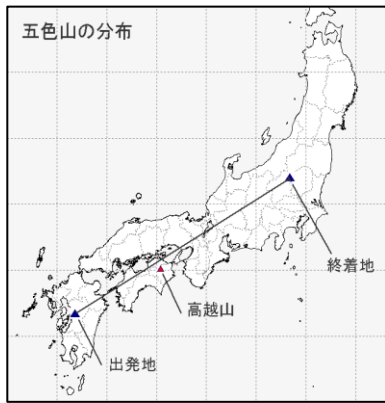 五色山の分布
終着地
高越山
出発地